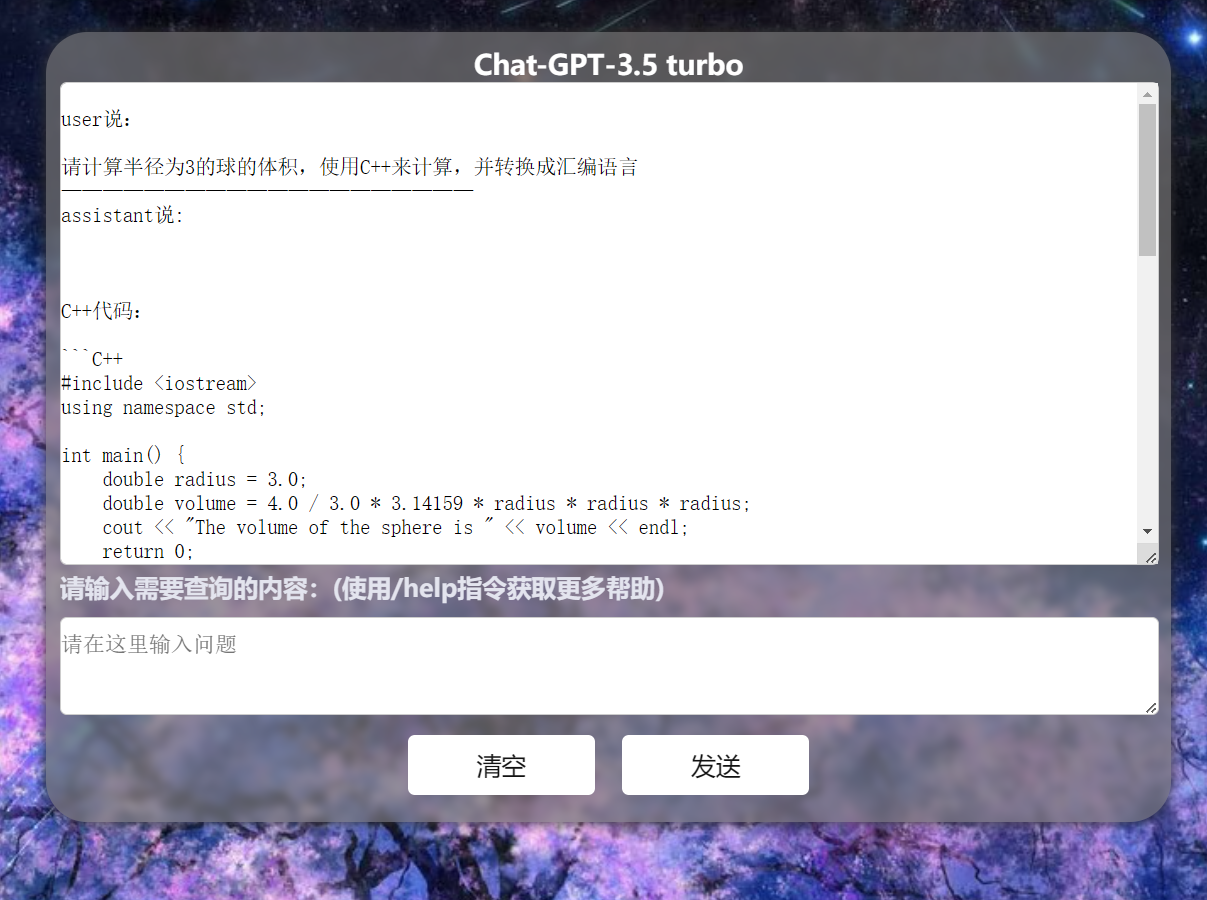 Chat-GPT-3.5 turbo
user说：
请计算半径为3的球的体积，使用C++来计算，并转换成汇编语言
————————————————————
assistant说:
C++代码：
```C++
#include <iostream>
using namespace std;
int main() {
    double radius = 3.0;
    double volume = 4.0 / 3.0 * 3.14159 * radius * radius * radius;
    cout << "The volume of the sphere is " << volume << endl;
    return 0;
请输入需要查询的内容：(使用/help指令获取更多帮助)
请在这里输入问题
清空 发送